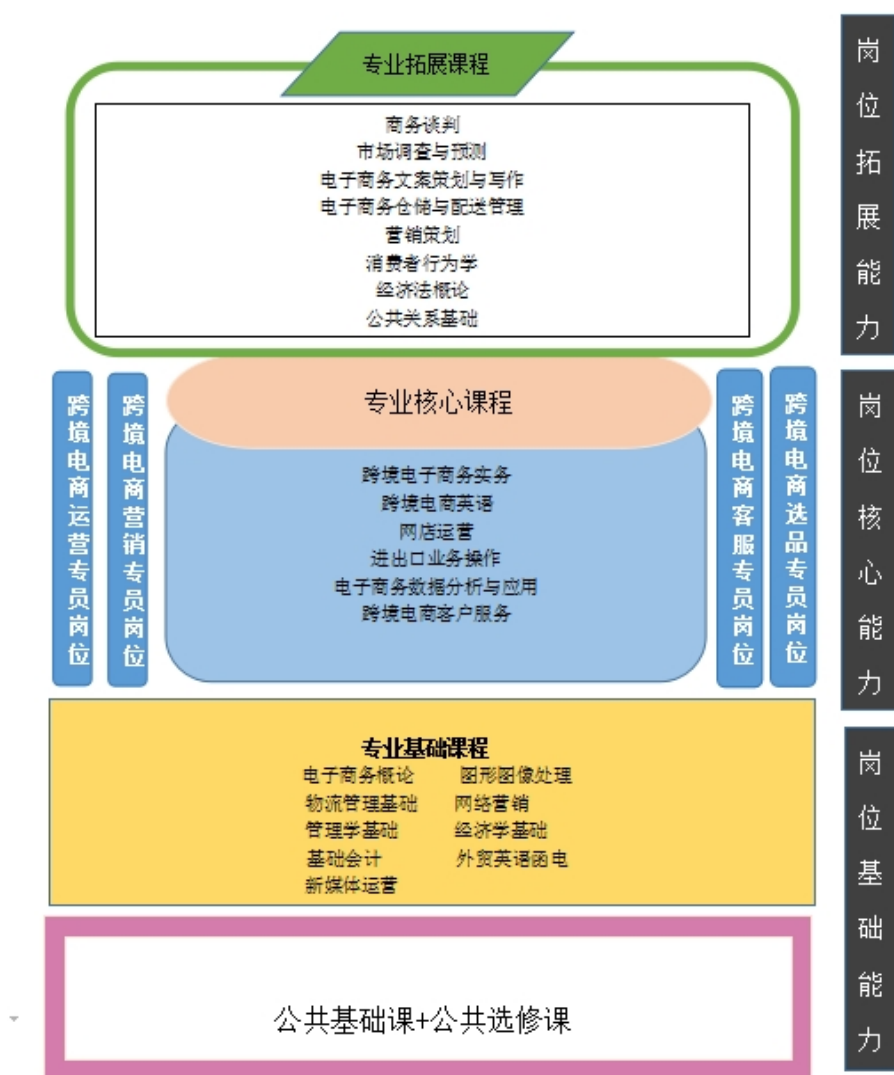 专业拓展课程
商务谈判
市场调查与预测
电子商务文案策划与写作
电子商务仓储与配送管理
营销策划
消费者行为学
经济法概论
公共关系基础
岗位拓展能力
跨境电商运营专员岗位
跨境电商营销专员岗位
专业核心课程
跨境电子商务实务
跨境电商英语
网店运营
进出口业务操作
电子商务数据分析与应用
跨境电商客户服务
跨境电商客服专员岗位
跨境电商选品专员岗位
岗位核心能力
专业基础课程
电子商务概论 图形图像处理
物流管理基础 网络营销
管理学基础 经济学基础
基础会计 外贸英语函电
新媒体运营
公共基础课+公共选修课
岗位基础能力